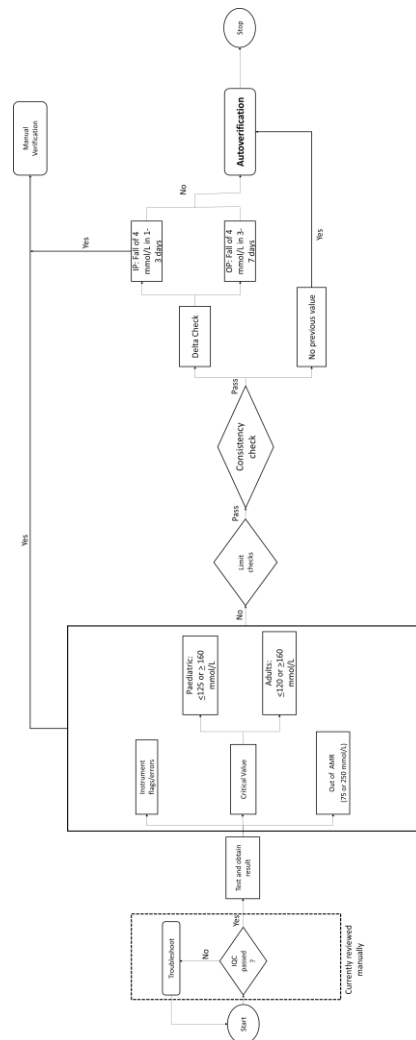 Start
IQC
passed
?
No
Yes
Troubleshoot
Currently reviewed
manually
Test and obtain
result
Instrument
flags/errors
Critical Value
Out of AMR
(75 or 250 mmol/L)
Paediatric:
≤125 or ≥ 160
mmol/L
Adults:
≤120 or ≥160
mmol/L
Yes
No
Limit
checks
Pass
Consistency
check
Pass
Delta Check
No previous value
IP: Fall of 4
mmol/L in 1-
3 days
OP: Fall of 4
mmol/L in 3-
7 days
Yes
No
Yes
Manual
Verification
Autoverification
Stop